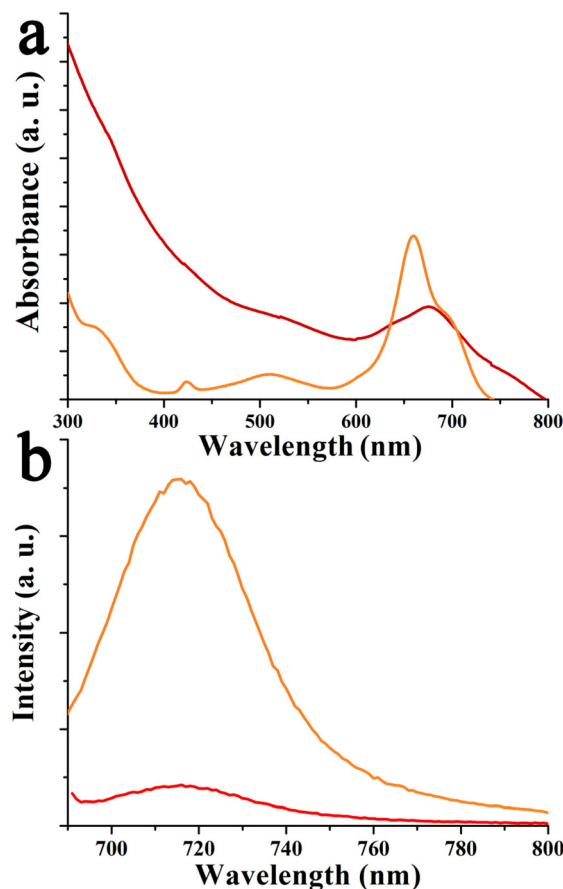 a
Absorbance (a. u.)
300 400 500 600 700 800
Wavelength (nm)
b
Intensity (a. u.)
700 720 740 760 780 800
Wavelength (nm)